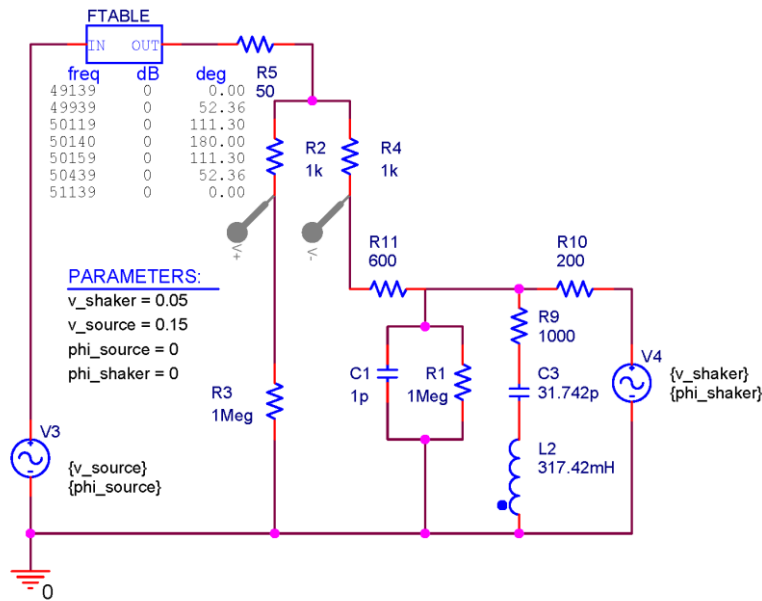 FTABLE
IN OUT
freq dB deg
49139 0 0.00
49939 0 52.36
50119 0 111.30
50140 0 180.00
50159 0 111.30
50439 0 52.36
51139 0 0.00
R5
50
R2
1k
R4
1k
V+
V-
R11
600
R10
200
PARAMETERS:
v_shaker = 0.05
v_source = 0.15
phi_source = 0
phi_shaker = 0
R9
1000
C1
1p
R1
1Meg
C3
31.742p
V4
{v_shaker}
{phi_shaker}
R3
1Meg
V3
{v_source}
{phi_source}
L2
317.42mH
0